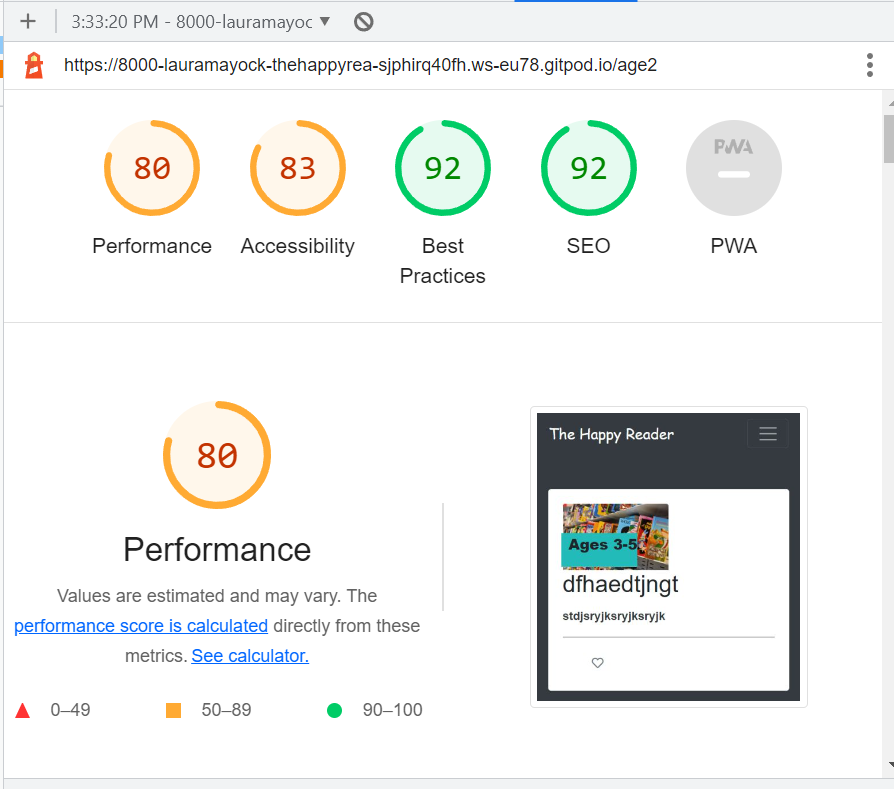 3:33:20 PM - 8000-lauramayoc
https://8000-lauramayock-thehappyrea-sjphirq40fh.ws-eu78.gitpod.io/age2
80 83 92 92 PWA
Performance Accessibility Best Practices SEO PWA
80
Performance
Values are estimated and may vary. The
performance score is calculated directly from these
metrics. See calculator.
0–49 50–89 90–100
The Happy Reader
Ages 3-5
dfhaedtjngt
stdjsryjksryjksryjk